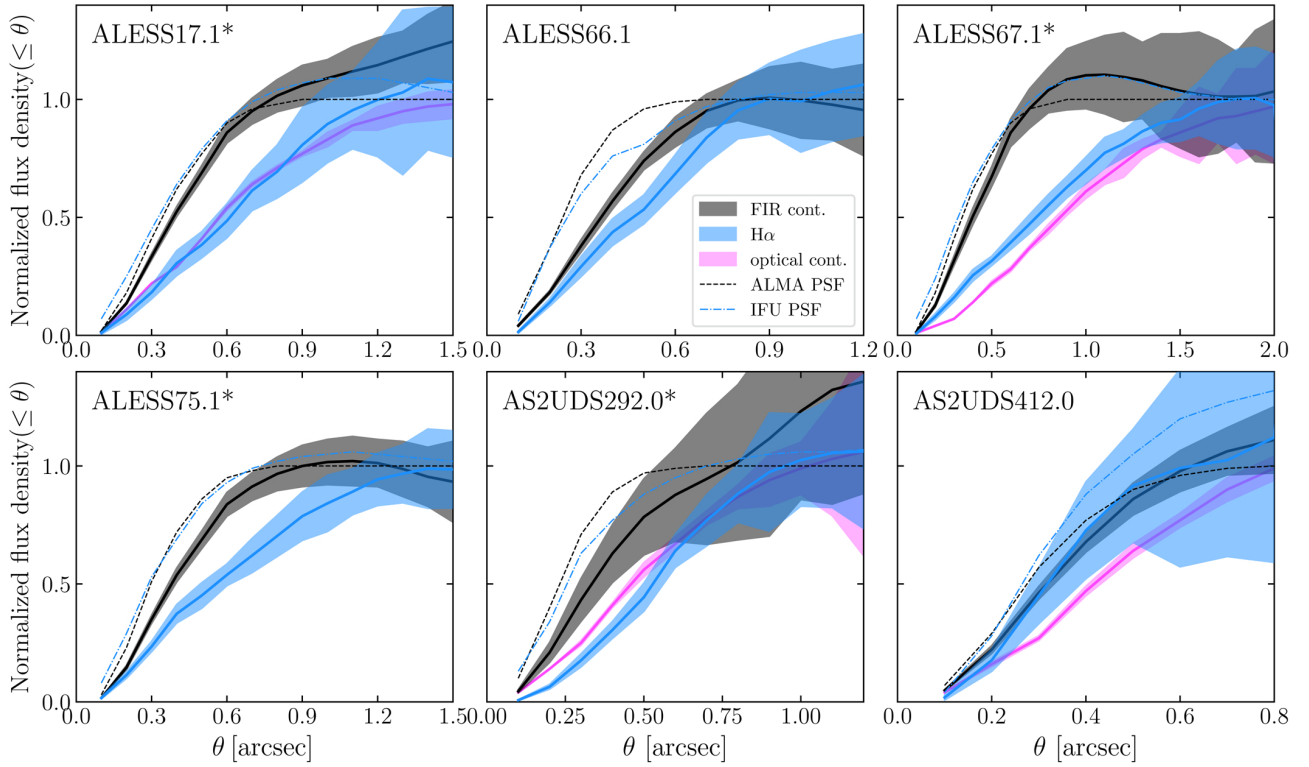 ALESS17.1*
ALESS66.1
ALESS67.1*
Normalized flux density(≤ θ)
1.0
0.5
0.0
FIR cont.
Hα
optical cont.
ALMA PSF
IFU PSF
0.0 0.3 0.6 0.9 1.2 1.5
0.0 0.3 0.6 0.9 1.2
0.0 0.5 1.0 1.5 2.0
ALESS75.1*
AS2UDS292.0*
AS2UDS412.0
Normalized flux density(≤ θ)
1.0
0.5
0.0
0.0 0.3 0.6 0.9 1.2 1.5
0.00 0.25 0.50 0.75 1.00
0.0 0.2 0.4 0.6 0.8
θ [arcsec]
θ [arcsec]
θ [arcsec]